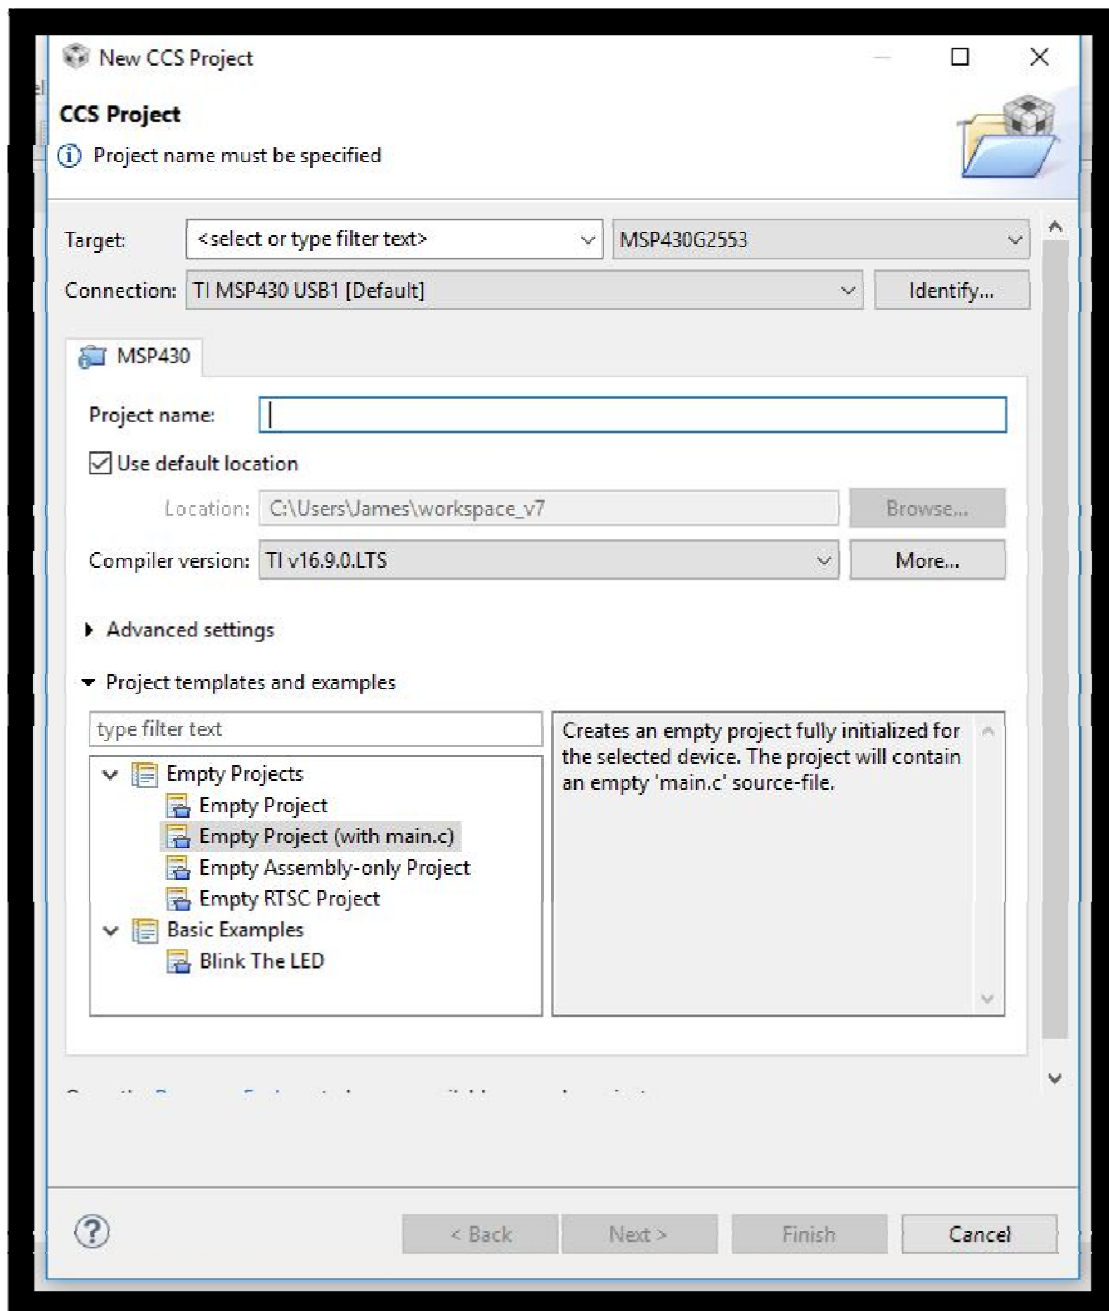 New CCS Project
CCS Project
Project name must be specified
Target: <select or type filter text> MSP430G2553
Connection: TI MSP430 USB1 [Default] Identify...
MSP430
Project name:
Use default location
Location: C:\Users\James\workspace_v7 Browse...
Compiler version: TI v16.9.0.LTS More...
Advanced settings
Project templates and examples
type filter text
Empty Projects
Empty Project
Empty Project (with main.c)
Empty Assembly-only Project
Empty RTSC Project
Basic Examples
Blink The LED
Creates an empty project fully initialized for
the selected device. The project will contain
an empty 'main.c' source-file.
< Back Next > Finish Cancel